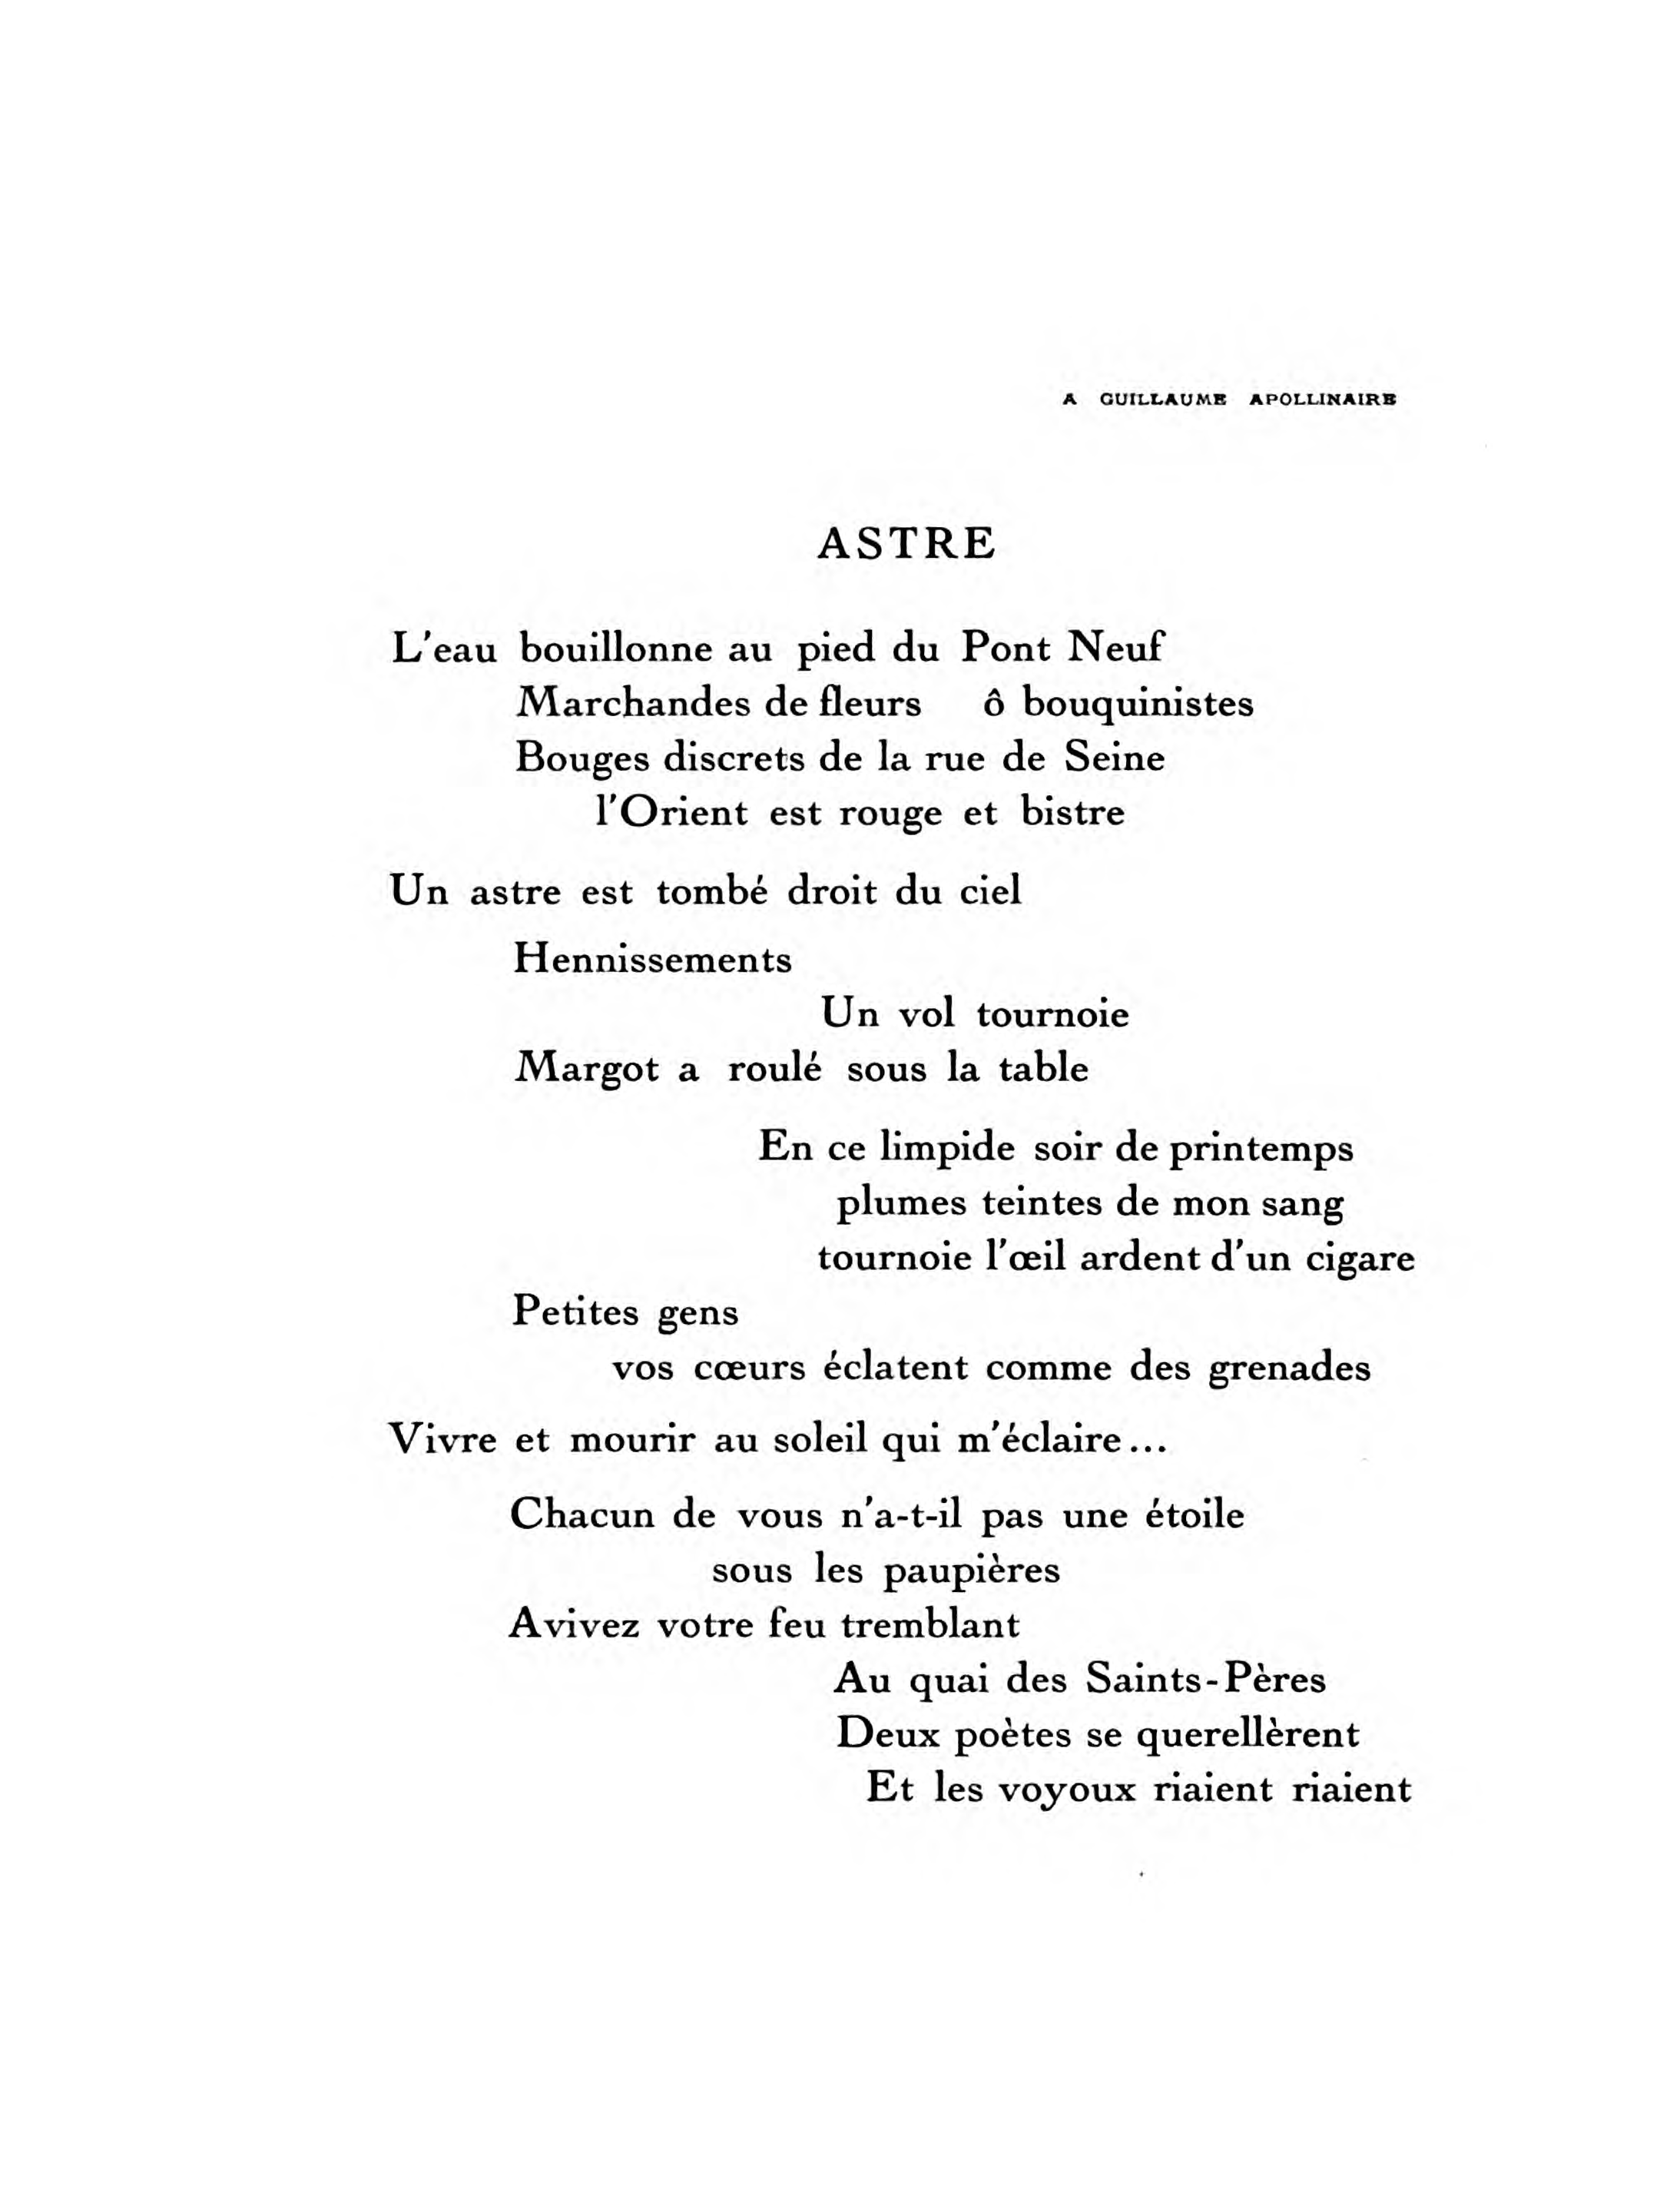 A GUILLAUME APOLLINAIRE
ASTRE
L'eau bouillonne au pied du Pont Neuf
Marchandes de fleurs ô bouquinistes
Bouges discrets de la rue de Seine
l'Orient est rouge et bistre
Un astre est tombé droit du ciel
Hennissements
Un vol tournoie
Margot a roulé sous la table
En ce limpide soir de printemps
plumes teintes de mon sang
tournoie l'œil ardent d'un cigare
Petites gens
vos cœurs éclatent comme des grenades
Vivre et mourir au soleil qui m'éclaire...
Chacun de vous n'a-t-il pas une étoile
sous les paupières
Avivez votre feu tremblant
Au quai des Saints-Pères
Deux poètes se querellèrent
Et les voyoux riaient riaient